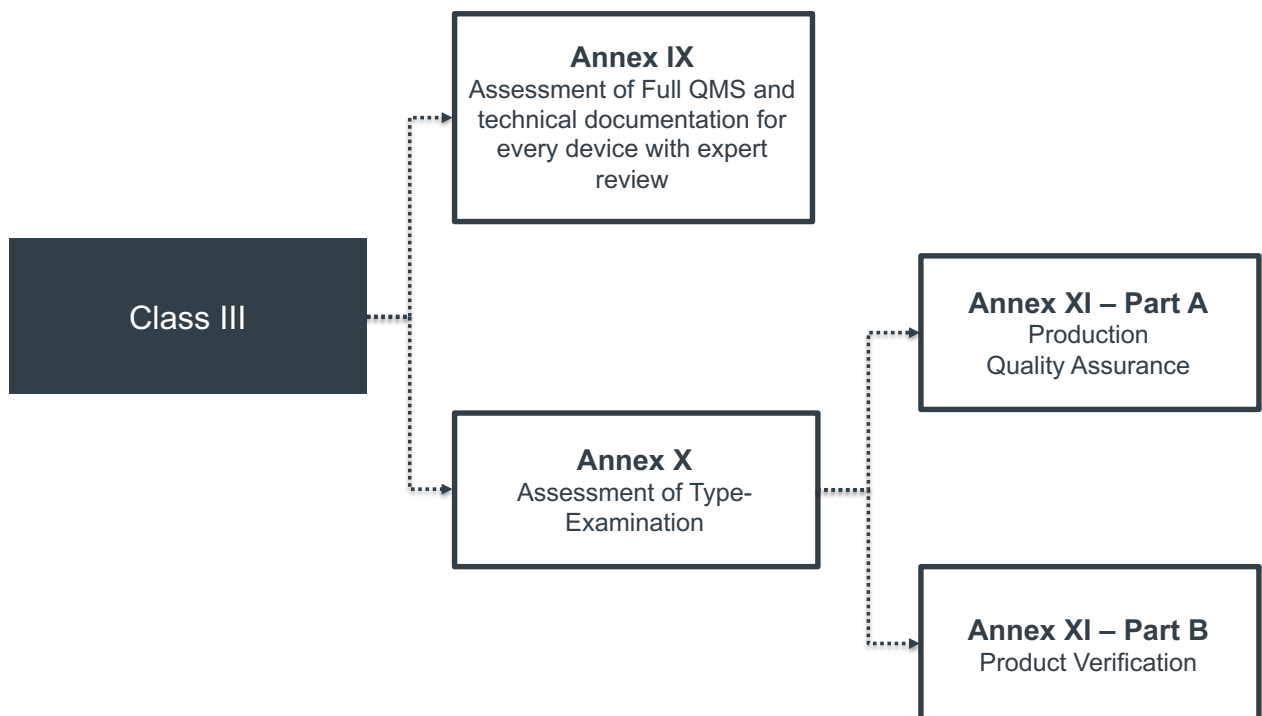 Annex IX
Assessment of Full QMS and
technical documentation for
every device with expert
review
Class III
Annex X
Assessment of Type-
Examination
Annex XI – Part A
Production
Quality Assurance
Annex XI – Part B
Product Verification